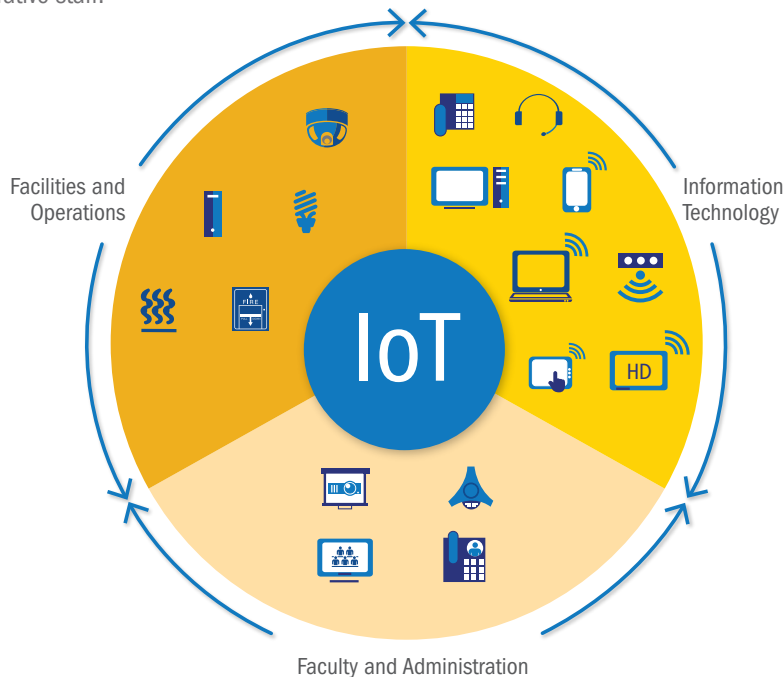 Facilities and
Operations
Information
Technology
FIRE
IoT
HD
Faculty and Administration